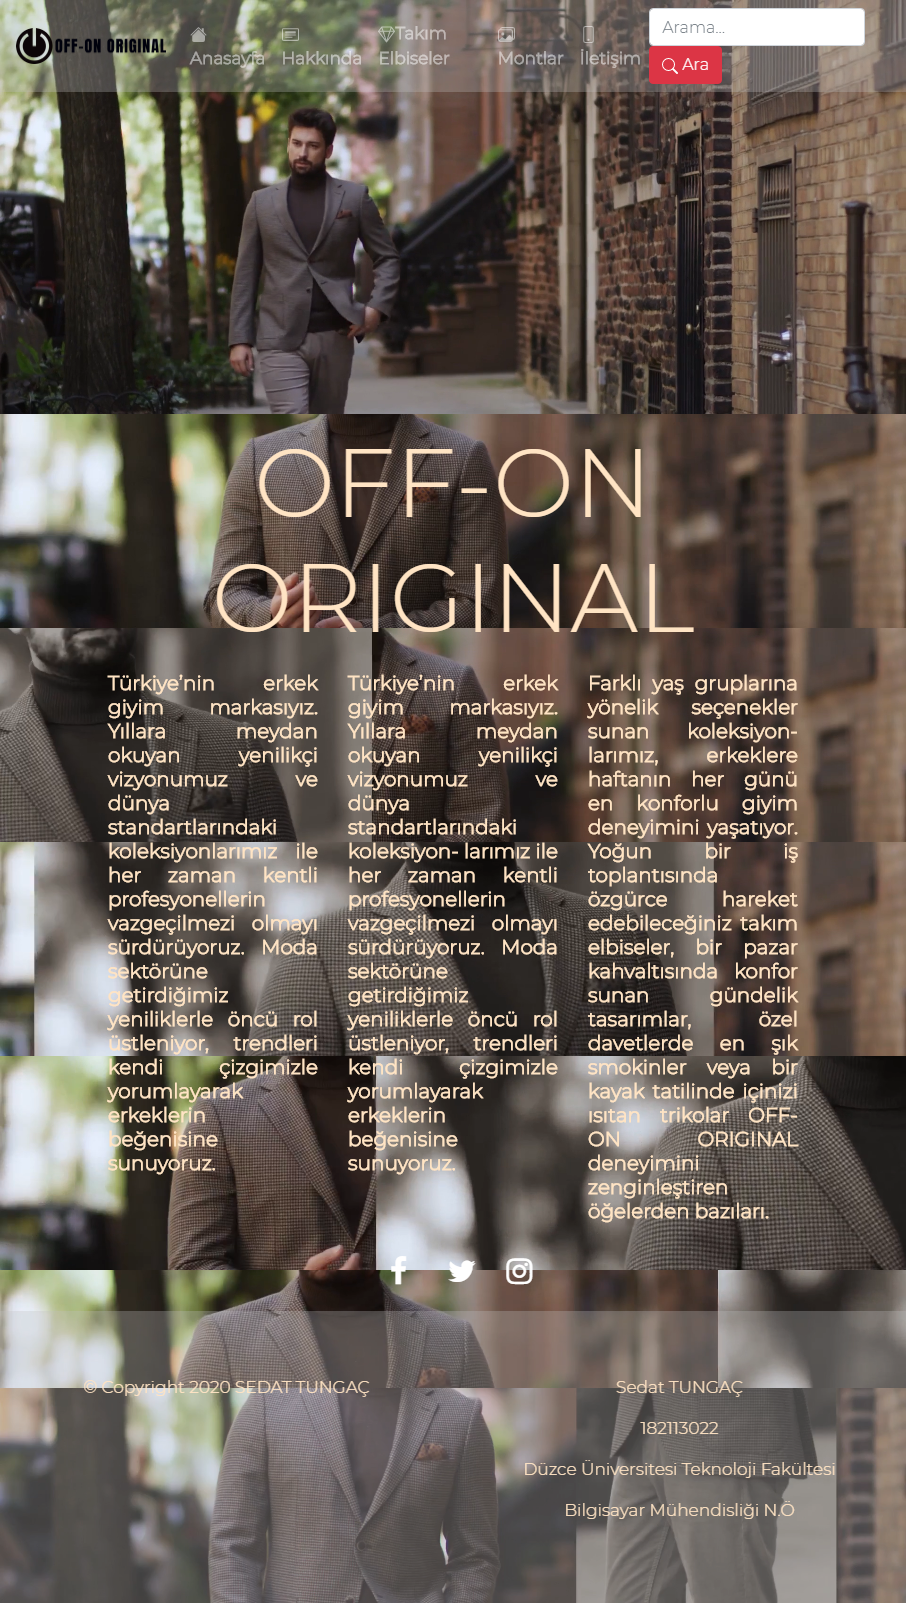 OFF-ON ORIGINAL
Anasayfa
Hakkında
Takım
Elbiseler
Montlar
İletişim
Arama...
Ara
OFF-ON
ORIGINAL
Türkiye’nin erkek
giyim markasıyız.
Yıllara meydan
okuyan yenilikçi
vizyonumuz ve
dünya
standartlarındaki
koleksiyonlarımız ile
her zaman kentli
profesyonellerin
vazgeçilmezi olmayı
sürdürüyoruz. Moda
sektörüne
getirdiğimiz
yeniliklerle öncü rol
üstleniyor, trendleri
kendi çizgimizle
yorumlayarak
erkeklerin
beğenisine
sunuyoruz.
Türkiye’nin erkek
giyim markasıyız.
Yıllara meydan
okuyan yenilikçi
vizyonumuz ve
dünya
standartlarındaki
koleksiyon- larımız ile
her zaman kentli
profesyonellerin
vazgeçilmezi olmayı
sürdürüyoruz. Moda
sektörüne
getirdiğimiz
yeniliklerle öncü rol
üstleniyor, trendleri
kendi çizgimizle
yorumlayarak
erkeklerin
beğenisine
sunuyoruz.
Farklı yaş gruplarına
yönelik seçenekler
sunan koleksiyon-
larımız, erkeklere
haftanın her günü
en konforlu giyim
deneyimini yaşatıyor.
Yoğun bir iş
toplantısında
özgürce hareket
edebileceğiniz takım
elbiseler, bir pazar
kahvaltısında konfor
sunan gündelik
tasarımlar, özel
davetlerde en şık
smokinler veya bir
kayak tatilinde içinizi
ısıtan trikolar OFF-
ON ORIGINAL
deneyimini
zenginleştiren
öğelerden bazıları.
© Copyright 2020 SEDAT TUNGAÇ
Sedat TUNGAÇ
182113022
Düzce Üniversitesi Teknoloji Fakültesi
Bilgisayar Mühendisliği N.Ö